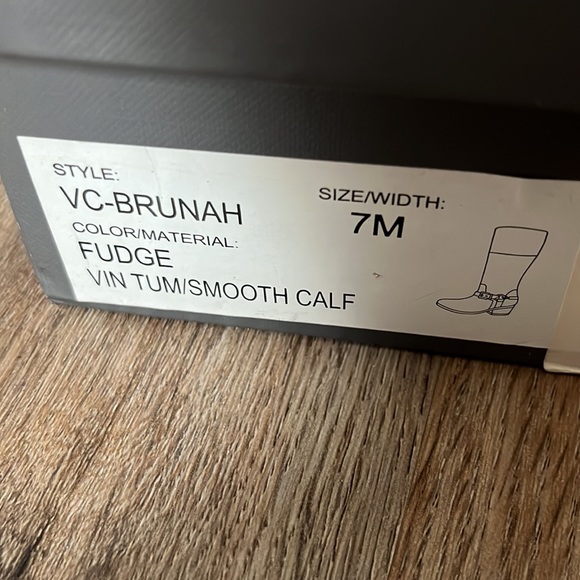 STYLE:
VC-BRUNAH
SIZE/WIDTH:
7M
COLOR/MATERIAL:
FUDGE
VIN TUM/SMOOTH CALF